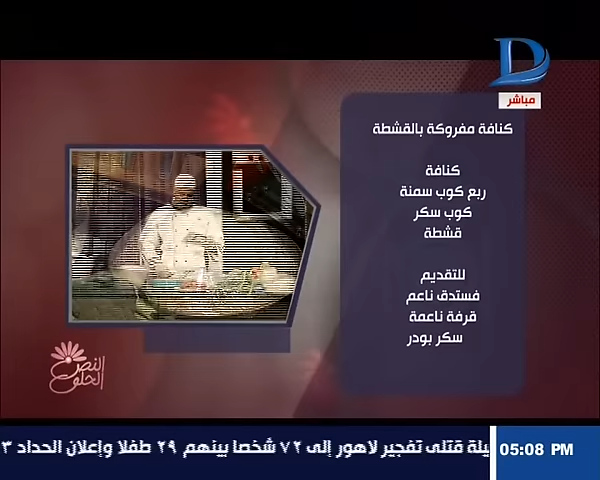 D
مباشر
كنافة مفروكة بالقشطة
كنافة
ربع كوب سمنة
كوب سكر
قشطة
للتقديم
فستدق ناعم
قرفة ناعمة
سكر بودر
النص الحلو
يلة قتلى تفجير لاهور إلى ٧٢ شخصا بينهم ٢٩ طفلا وإعلان الحداد ٣
05:08 PM